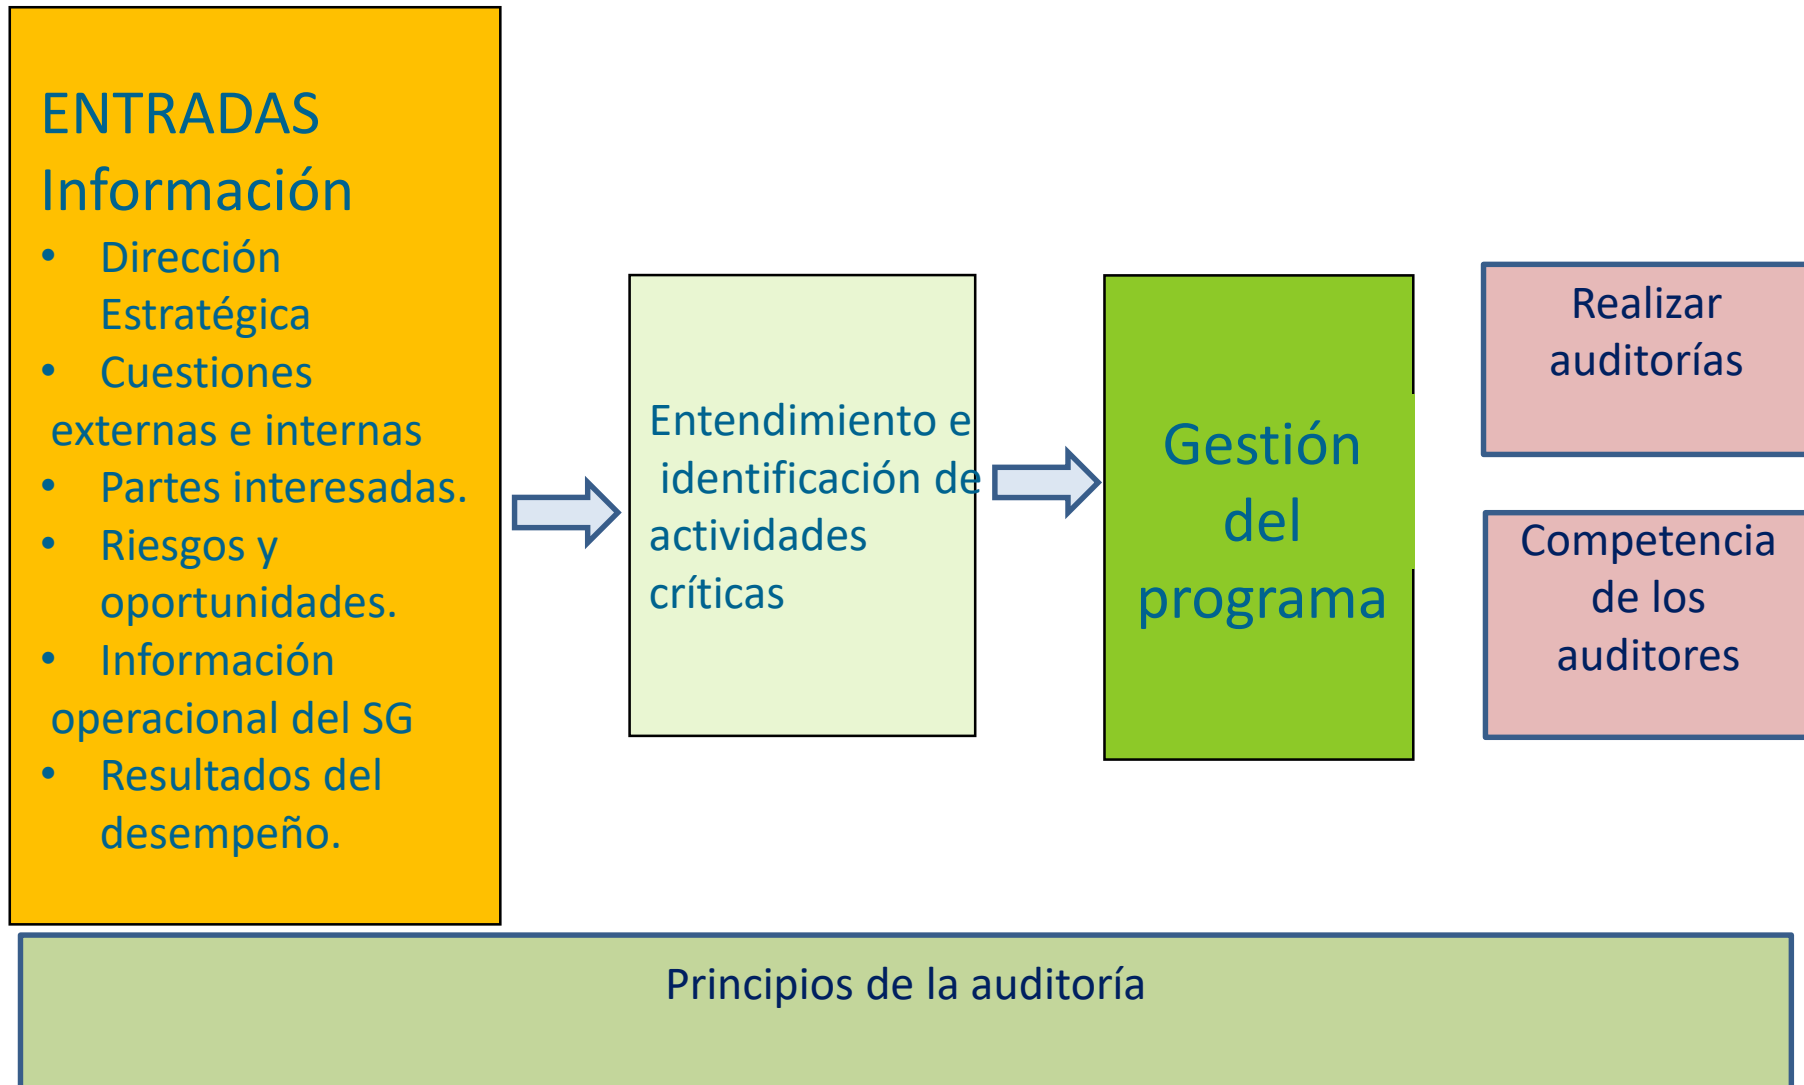 ENTRADAS
Información
• Dirección
Estratégica
• Cuestiones
externas e internas
• Partes interesadas.
• Riesgos y
oportunidades.
• Información
operacional del SG
• Resultados del
desempeño.
Entendimiento e
identificación de
actividades
críticas
Gestión
del
programa
Realizar
auditorías
Competencia
de los
auditores
Principios de la auditoría